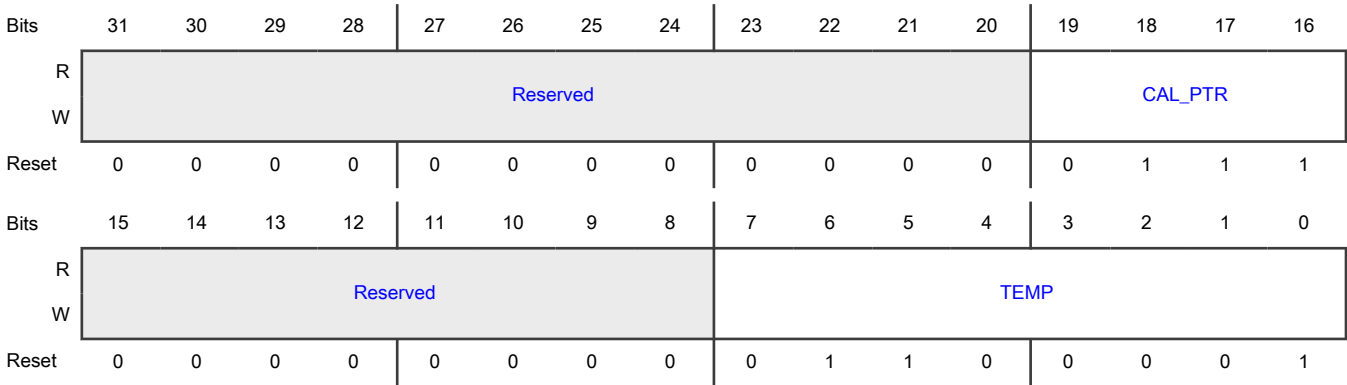 Bits 31 30 29 28 27 26 25 24 23 22 21 20 19 18 17 16
R
Reserved CAL_PTR
W
Reset 0 0 0 0 0 0 0 0 0 0 0 0 0 1 1 1
Bits 15 14 13 12 11 10 9 8 7 6 5 4 3 2 1 0
R
Reserved TEMP
W
Reset 0 0 0 0 0 0 0 0 0 1 1 0 0 0 0 1